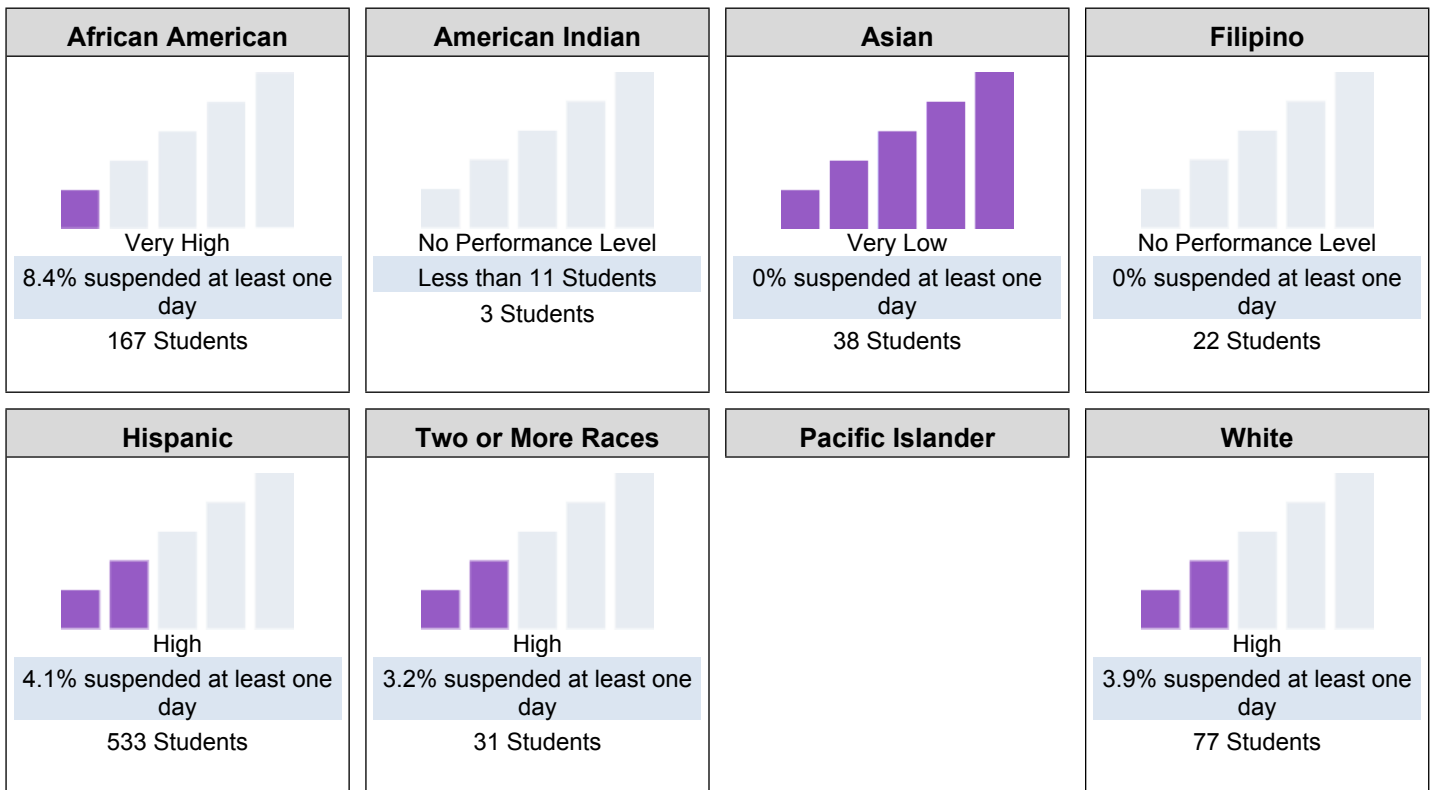 African American
Very High
8.4% suspended at least one
day
167 Students
American Indian
No Performance Level
Less than 11 Students
3 Students
Asian
Very Low
0% suspended at least one
day
38 Students
Filipino
No Performance Level
0% suspended at least one
day
22 Students
Hispanic
High
4.1% suspended at least one
day
533 Students
Two or More Races
High
3.2% suspended at least one
day
31 Students
Pacific Islander
White
High
3.9% suspended at least one
day
77 Students